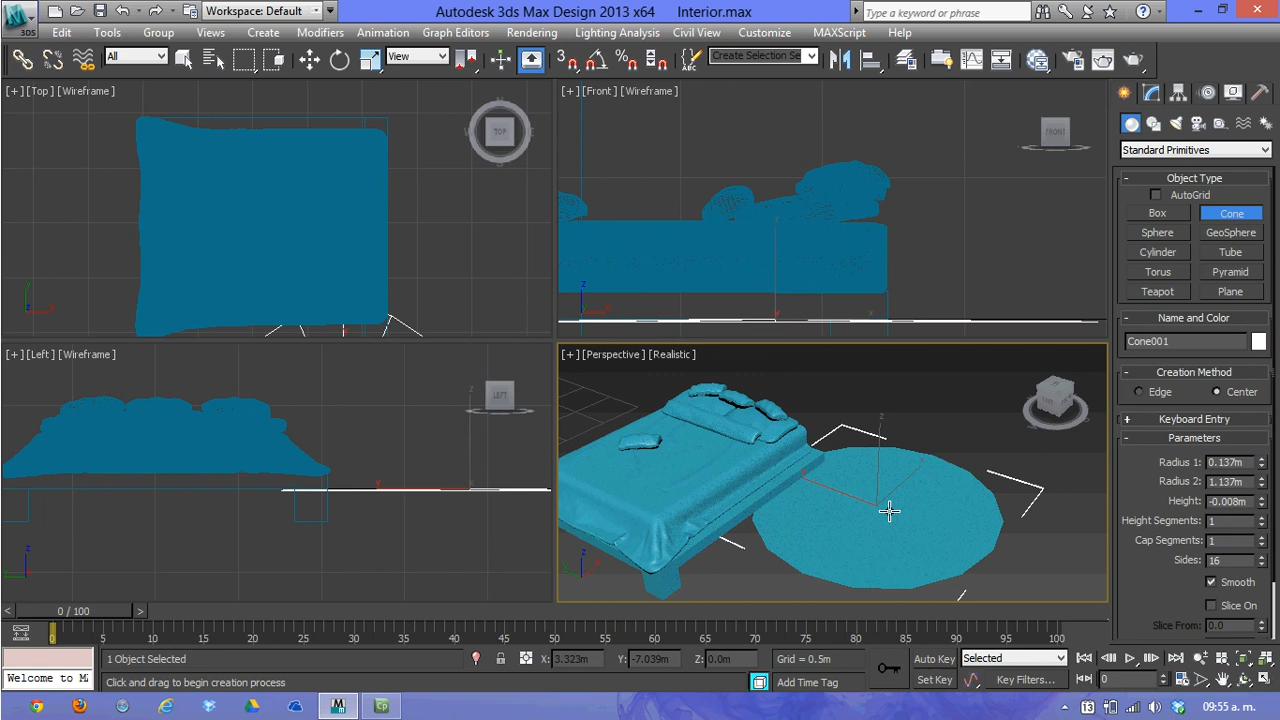 3DS
Workspace: Default
Autodesk 3ds Max Design 2013 x64 Interior.max
Type a keyword or phrase
Edit Tools Group Views Create Modifiers Animation Graph Editors Rendering Lighting Analysis Civil View Customize MAXScript Help
All View Create Selection Se
[+][Top][Wireframe]
TOP
[+][Front][Wireframe]
FRONT
[+][Left][Wireframe]
LEFT
[+][Perspective][Realistic]
Standard Primitives
Object Type
AutoGrid
Box Cone
Sphere GeoSphere
Cylinder Tube
Torus Pyramid
Teapot Plane
Name and Color
Cone001
Creation Method
Edge Center
Keyboard Entry
Parameters
Radius 1: 0.137m
Radius 2: 1.137m
Height: -0.008m
Height Segments: 1
Cap Segments: 1
Sides: 16
Smooth
Slice On
Slice From: 0.0
0 / 100
0 5 10 15 20 25 30 35 40 45 50 55 60 65 70 75 80 85 90 95 100
1 Object Selected X: 3.323m Y: -7.039m Z: 0.0m Grid = 0.5m Auto Key Selected
Welcome to M
Click and drag to begin creation process Add Time Tag Set Key Key Filters... 0
09:55 a. m.